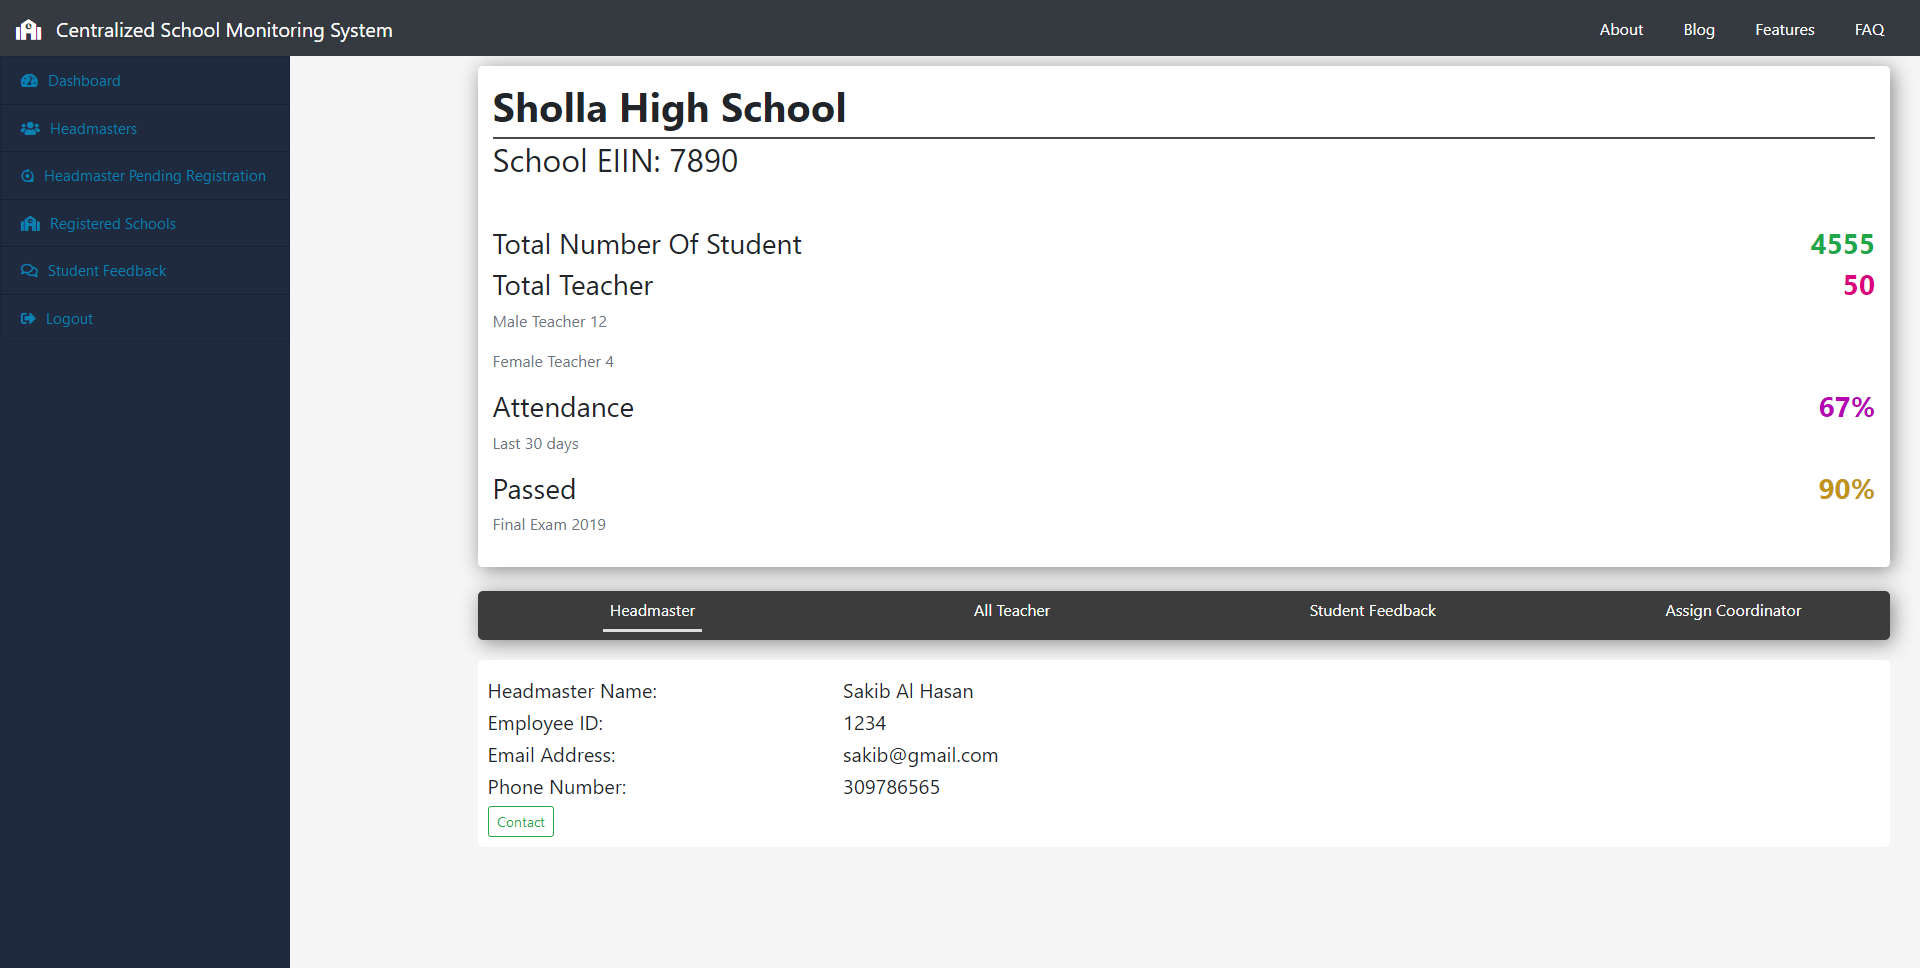 Centralized School Monitoring System
About Blog Features FAQ
Dashboard
Headmasters
Headmaster Pending Registration
Registered Schools
Student Feedback
Logout
Sholla High School
School EIIN: 7890
Total Number Of Student 4555
Total Teacher 50
Male Teacher 12
Female Teacher 4
Attendance 67%
Last 30 days
Passed 90%
Final Exam 2019
Headmaster All Teacher Student Feedback Assign Coordinator
Headmaster Name: Sakib Al Hasan
Employee ID: 1234
Email Address: sakib@gmail.com
Phone Number: 309786565
Contact